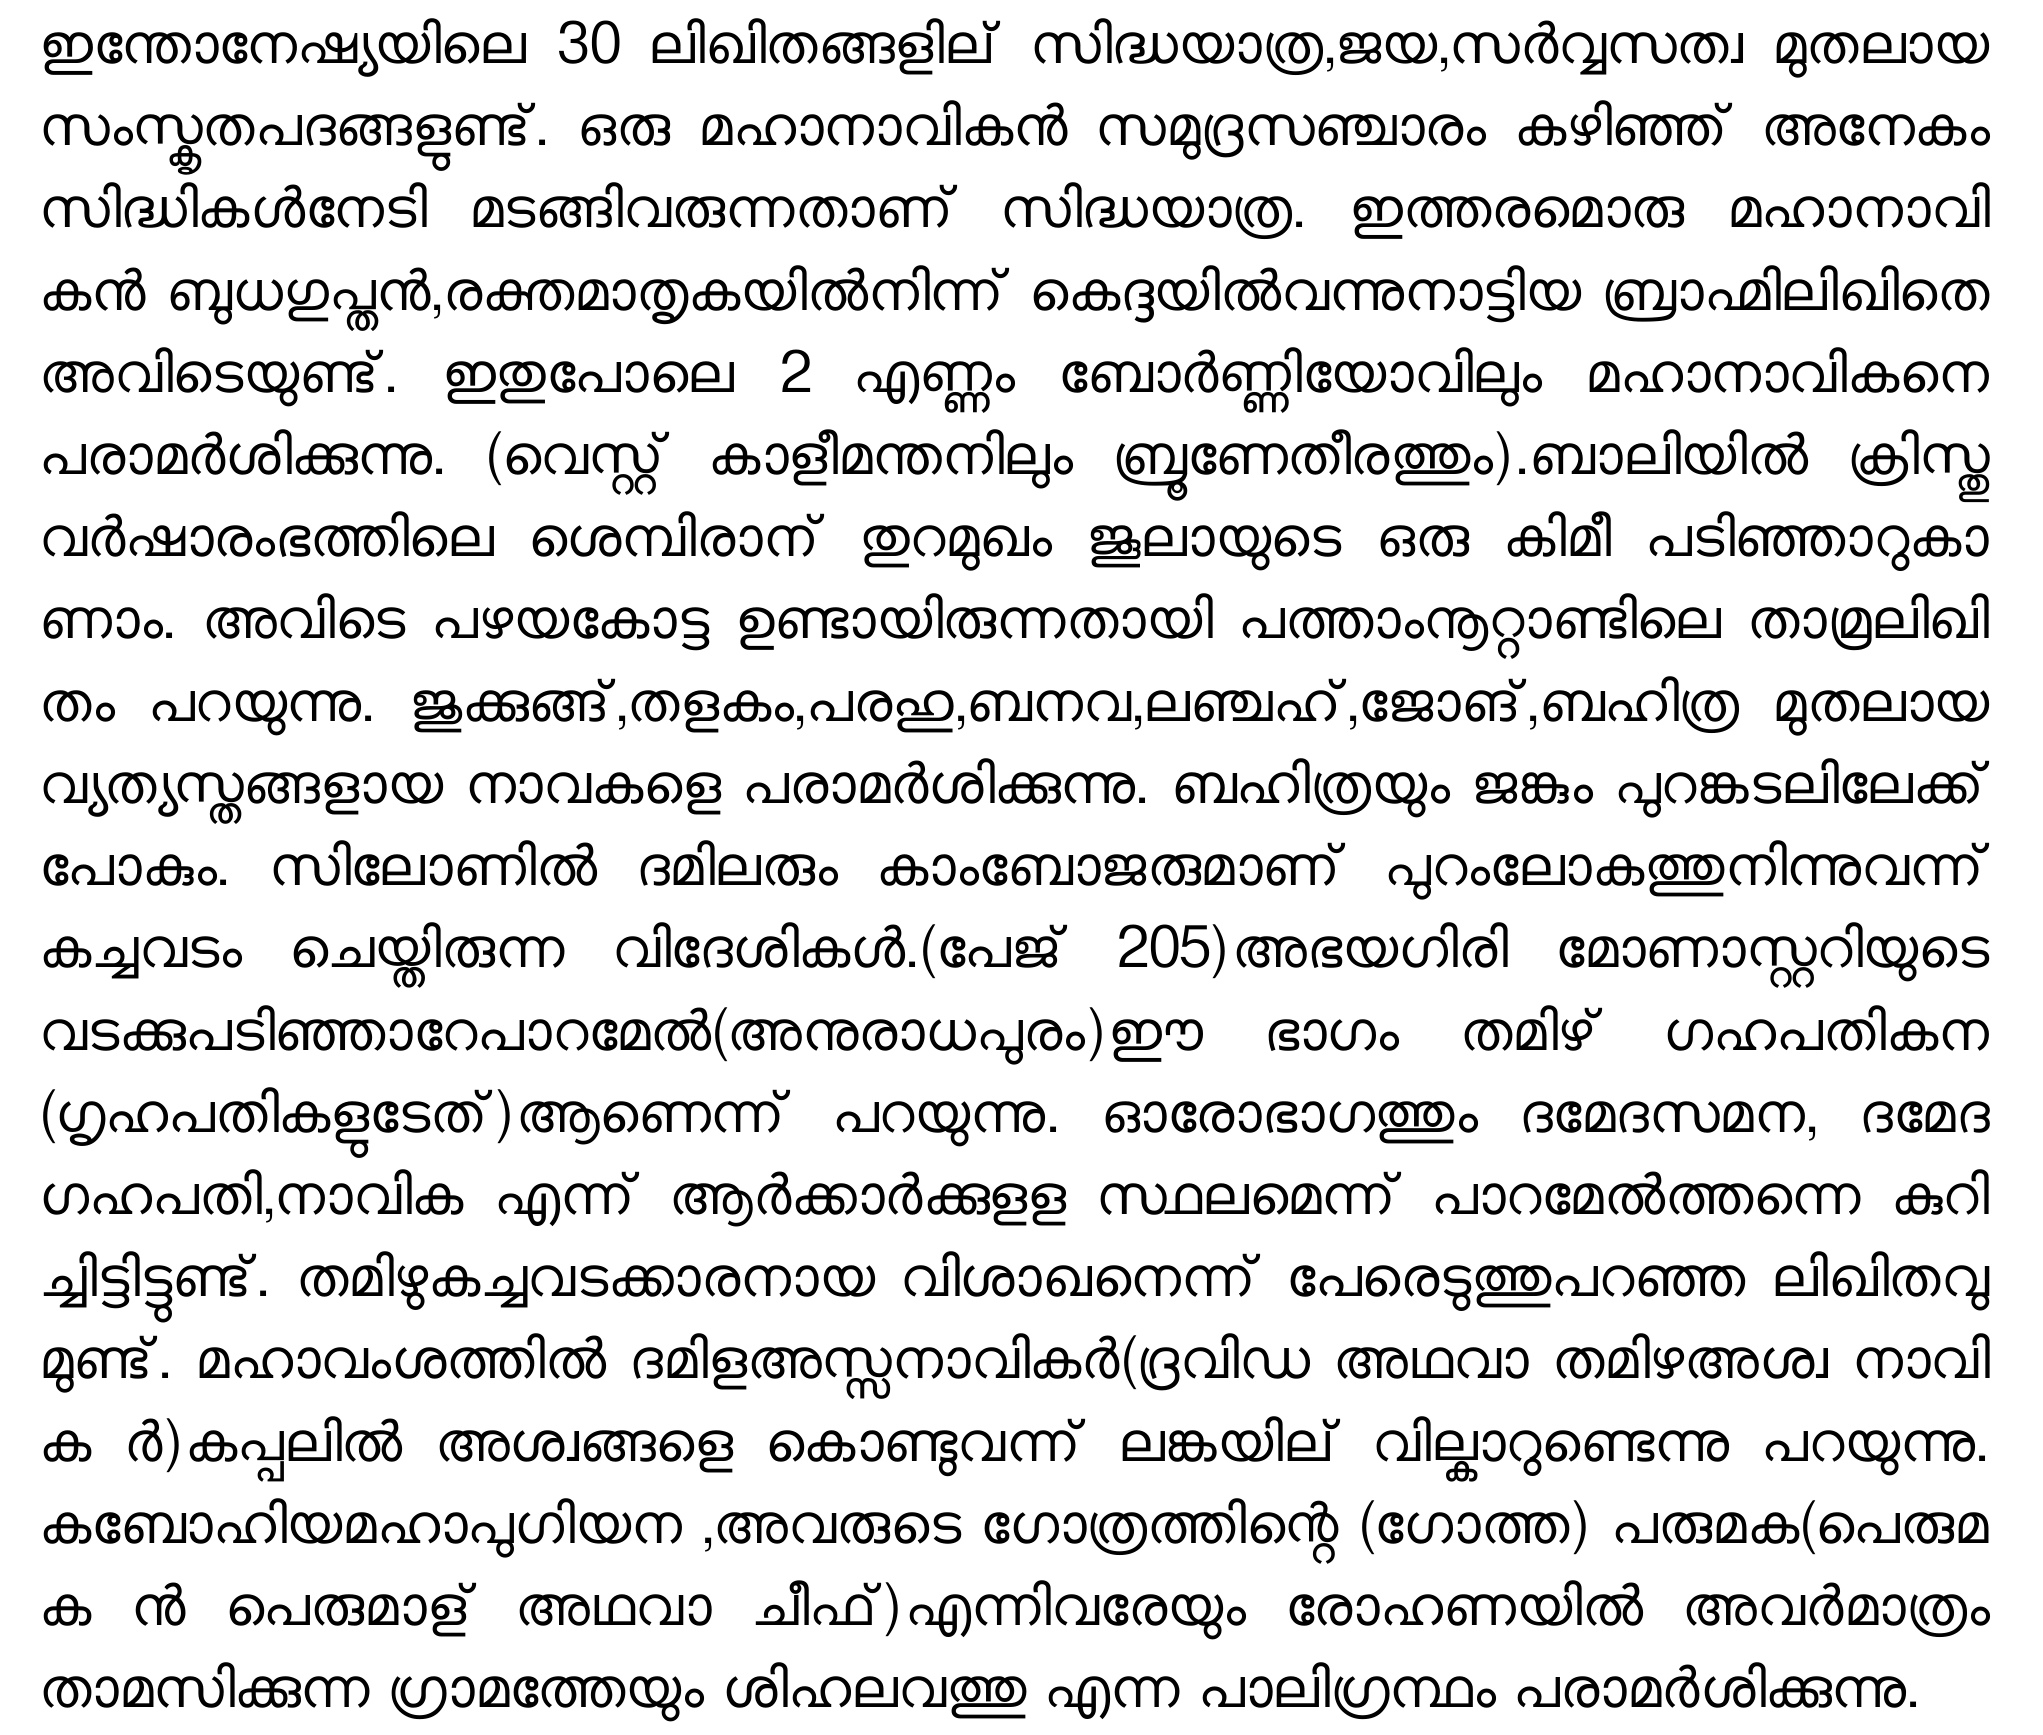 ഇന്തോനേഷ്യയിലെ 30 ലിഖിതങ്ങളില് സിദ്ധയാത്ര,ജയ,സർവ്വസത്വ മുതലായ
സംസ്കൃതപദങ്ങളുണ്ട്. ഒരു മഹാനാവികൻ സമുദ്രസഞ്ചാരം കഴിഞ്ഞ് അനേകം
സിദ്ധികൾനേടി മടങ്ങിവരുന്നതാണ് സിദ്ധയാത്ര. ഇത്തരമൊരു മഹാനാവി
കൻ ബുധഗുപ്തൻ,രക്തമാതൃകയിൽനിന്ന് കെദ്ദയിൽവന്നുനാട്ടിയ ബ്രാഹ്മിലിഖിതെ
അവിടെയുണ്ട്. ഇതുപോലെ 2 എണ്ണം ബോർണ്ണിയോവിലും മഹാനാവികനെ
പരാമർശിക്കുന്നു. (വെസ്റ്റ് കാളീമന്തനിലും ബ്രൂണേതീരത്തും).ബാലിയിൽ ക്രിസ്തു
വർഷാരംഭത്തിലെ ശെമ്പിരാന് തുറമുഖം ജൂലായുടെ ഒരു കിമീ പടിഞ്ഞാറുകാ
ണാം. അവിടെ പഴയകോട്ട ഉണ്ടായിരുന്നതായി പത്താംനൂറ്റാണ്ടിലെ താമ്രലിഖി
തം പറയുന്നു. ജുക്കുങ്ങ്,തളകം,പരഹു,ബനവ,ലഞ്ചഹ്,ജോങ്,ബഹിത്ര മുതലായ
വ്യത്യസ്തങ്ങളായ നാവകളെ പരാമർശിക്കുന്നു. ബഹിത്രയും ജങ്കും പുറങ്കടലിലേക്ക്
പോകും. സിലോണിൽ ദമിലരും കാംബോജരുമാണ് പുറംലോകത്തുനിന്നുവന്ന്
കച്ചവടം ചെയ്തിരുന്ന വിദേശികൾ.(പേജ് 205)അഭയഗിരി മോണാസ്റ്ററിയുടെ
വടക്കുപടിഞ്ഞാറേപാറമേൽ(അനുരാധപുരം)ഈ ഭാഗം തമിഴ് ഗഹപതികന
(ഗൃഹപതികളുടേത്)ആണെന്ന് പറയുന്നു. ഓരോഭാഗത്തും ദമേദസമന, ദമേദ
ഗഹപതി,നാവിക എന്ന് ആർക്കാർക്കുളള സ്ഥലമെന്ന് പാറമേൽത്തന്നെ കുറി
ച്ചിട്ടിട്ടുണ്ട്. തമിഴുകച്ചവടക്കാരനായ വിശാഖനെന്ന് പേരെടുത്തുപറഞ്ഞ ലിഖിതവു
മുണ്ട്. മഹാവംശത്തിൽ ദമിളഅസ്സനാവികർ(ദ്രവിഡ അഥവാ തമിഴഅശ്വ നാവി
ക ർ)കപ്പലിൽ അശ്വങ്ങളെ കൊണ്ടുവന്ന് ലങ്കയില് വില്കാറുണ്ടെന്നു പറയുന്നു.
കബോഹിയമഹാപുഗിയന ,അവരുടെ ഗോത്രത്തിന്റെ (ഗോത്ത) പരുമക(പെരുമ
ക ൻ പെരുമാള് അഥവാ ചീഫ്)എന്നിവരേയും രോഹണയിൽ അവർമാത്രം
താമസിക്കുന്ന ഗ്രാമത്തേയും ശിഹലവത്തു എന്ന പാലിഗ്രന്ഥം പരാമർശിക്കുന്നു.